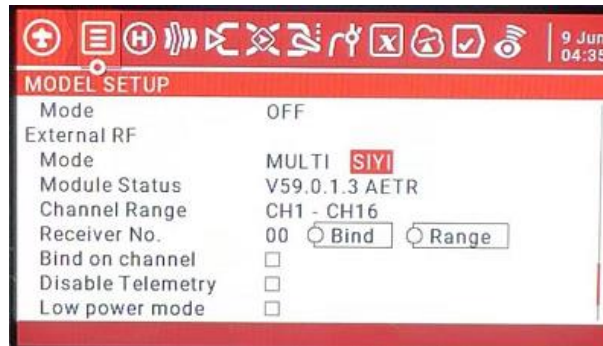 9 Jun
04:35
MODEL SETUP
Mode OFF
External RF
Mode MULTI SIYI
Module Status V59.0.1.3 AETR
Channel Range CH1 - CH16
Receiver No. 00 Bind Range
Bind on channel
Disable Telemetry
Low power mode